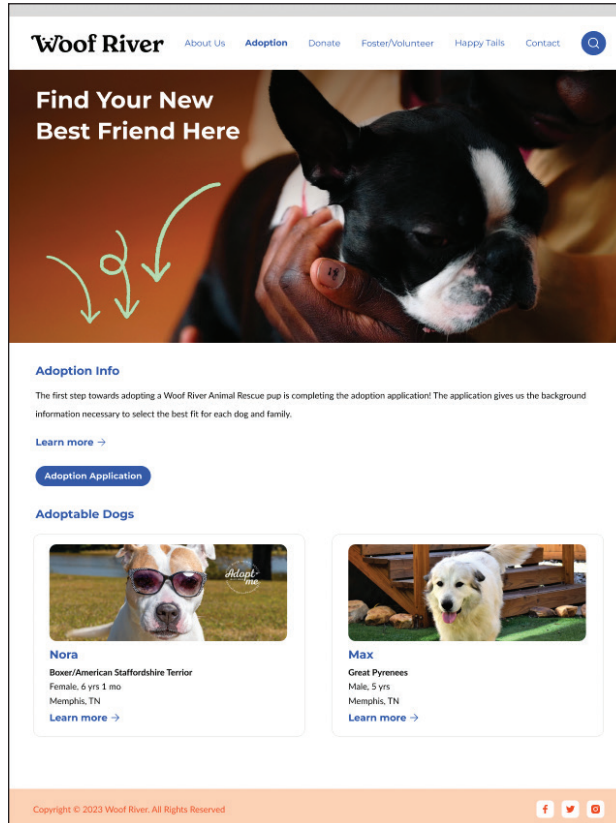 Woof River
About Us Adoption Donate Foster/Volunteer Happy Tails Contact
Find Your New
Best Friend Here
Adoption Info
The first step towards adopting a Woof River Animal Rescue pup is completing the adoption application! The application gives us the background
information necessary to select the best fit for each dog and family.
Learn more →
Adoption Application
Adoptable Dogs
Adopt
me
Nora
Boxer/American Staffordshire Terrior
Female, 6 yrs 1 mo
Memphis, TN
Learn more →
Max
Great Pyrenees
Male, 5 yrs
Memphis, TN
Learn more →
Copyright © 2023 Woof River. All Rights Reserved